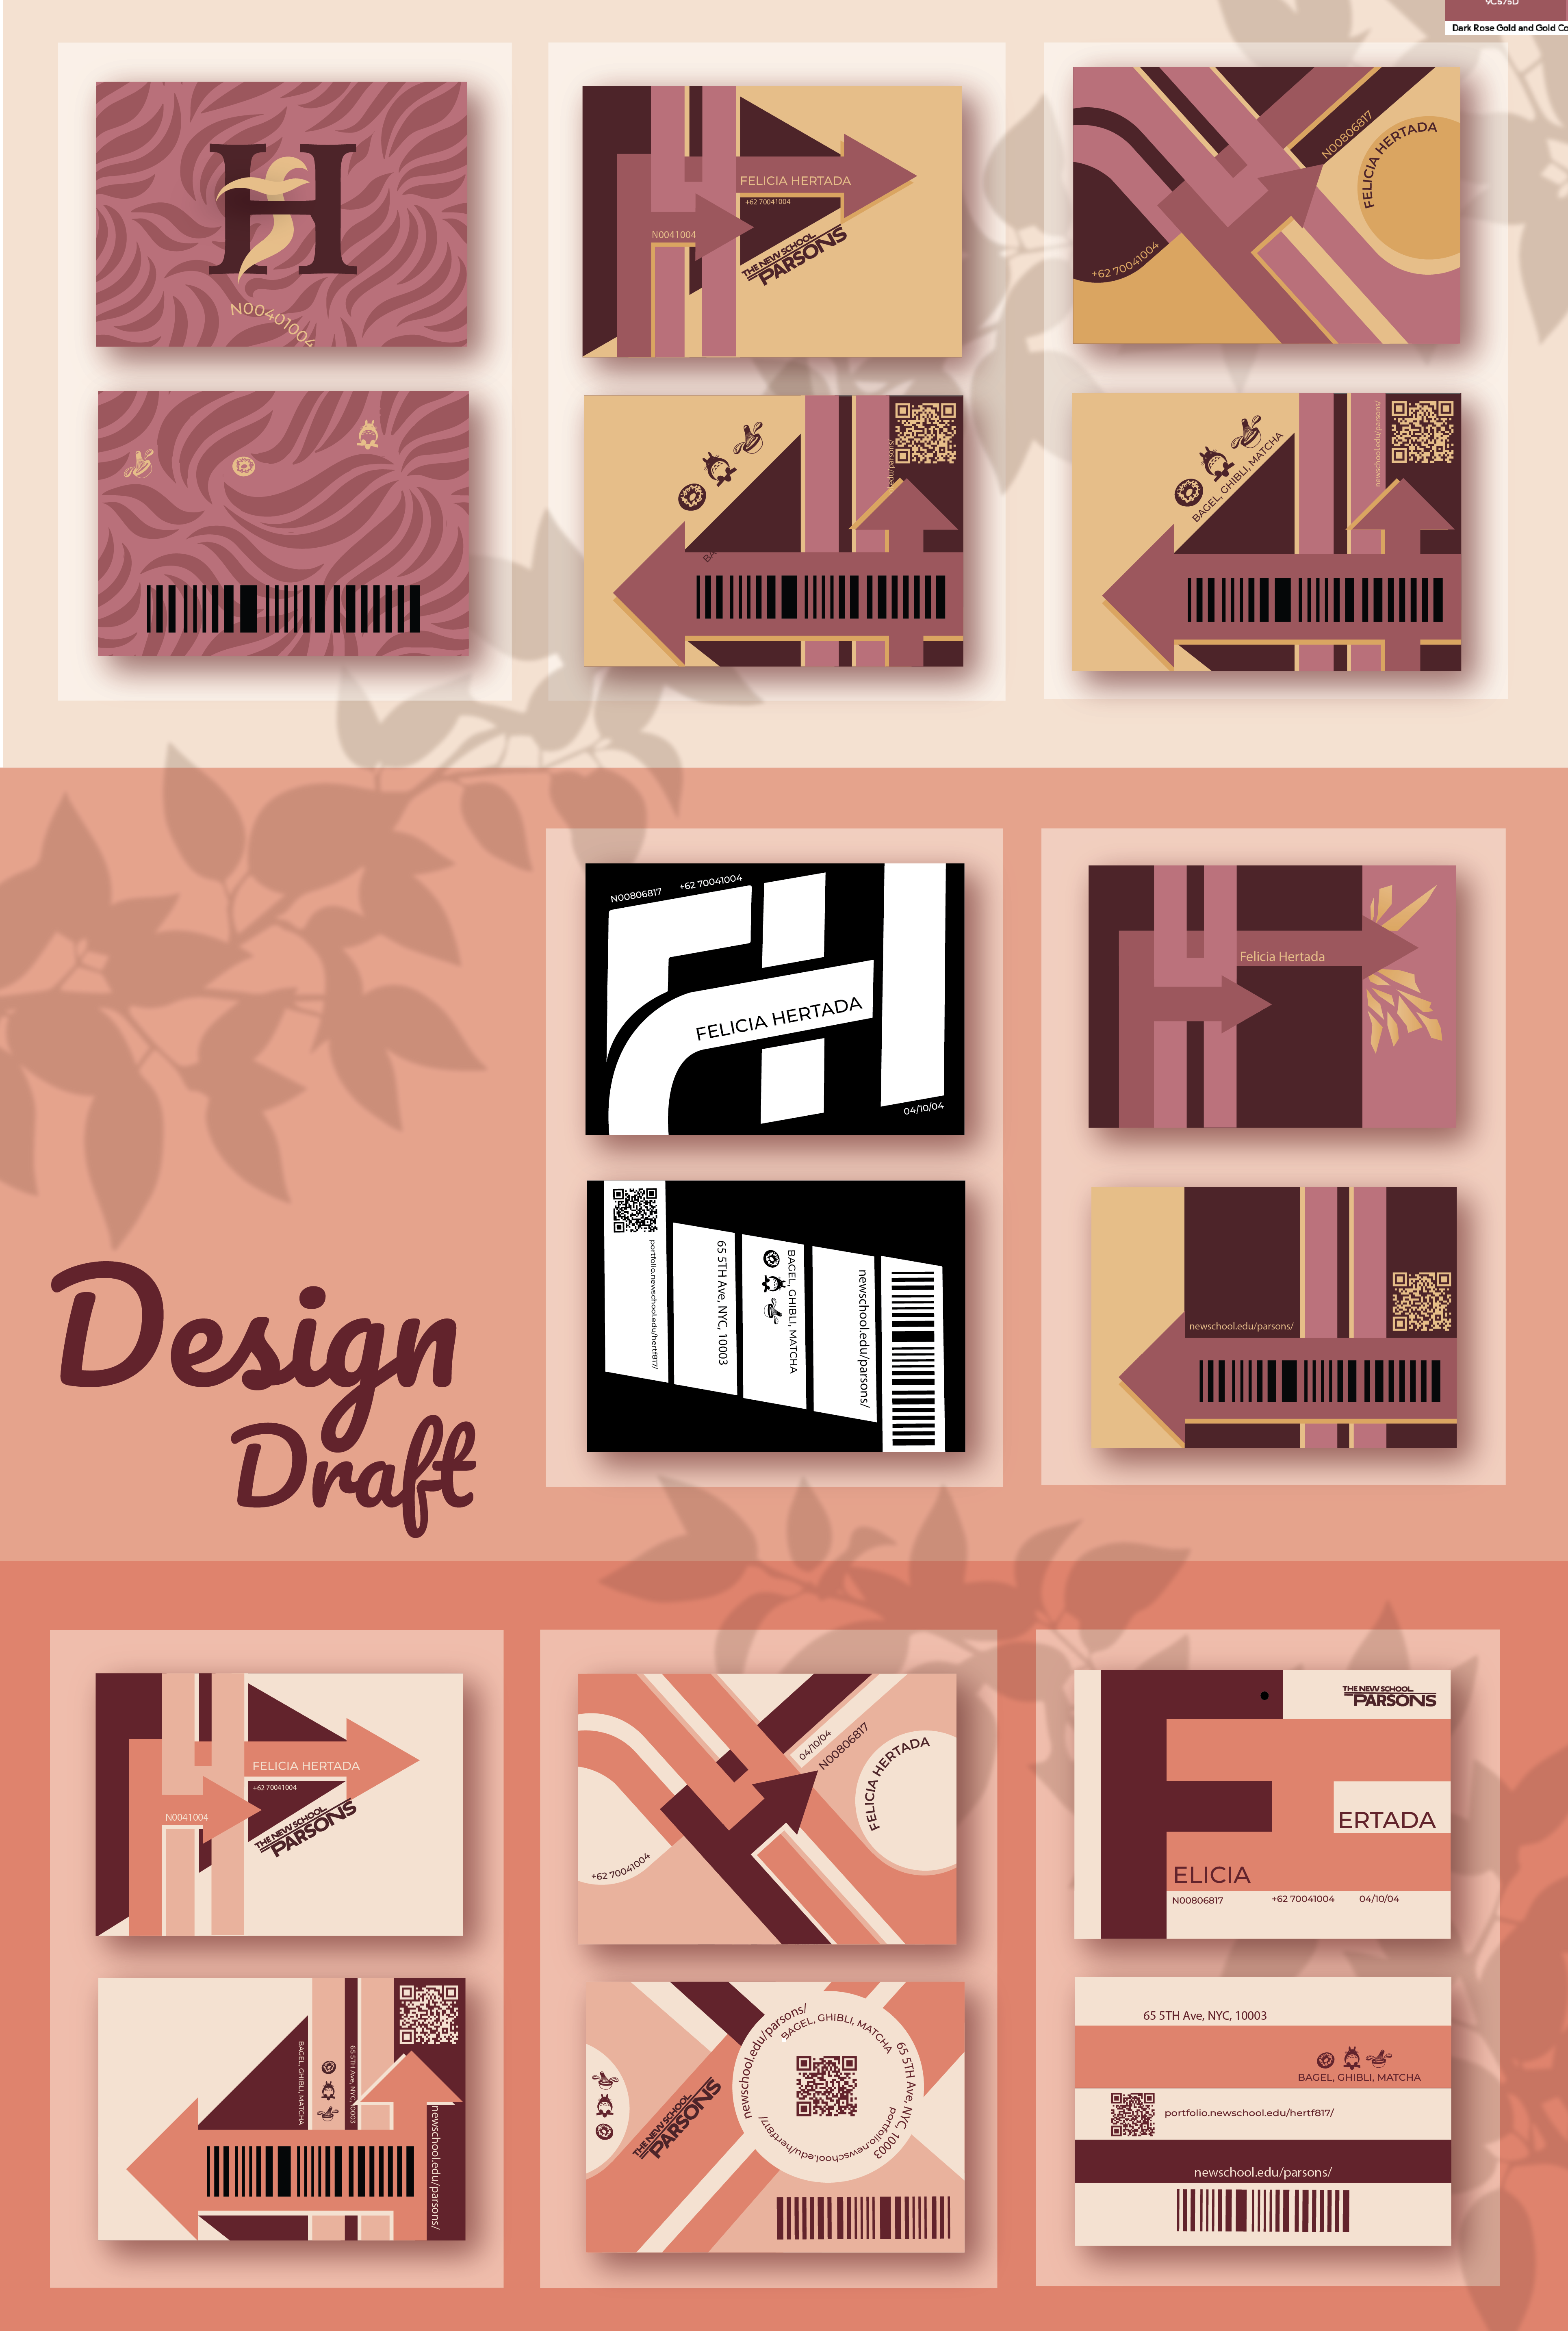 9C575D
Dark Rose Gold and Gold Co
H
N00401004
FELICIA HERTADA
+62 70041004
N0041004
THE NEW SCHOOL
PARSONS
N00806817
FELICIA HERTADA
+62 70041004
edu/parsons/
BA
newschool.edu/parsons/
BAGEL, GHIBLI, MATCHA
N00806817
+62 70041004
FELICIA HERTADA
04/10/04
Felicia Hertada
portfolio.newschool.edu/hertf817/
65 5TH Ave, NYC, 10003
BAGEL, GHIBLI, MATCHA
newschool.edu/parsons/
newschool.edu/parsons/
Design
Draft
FELICIA HERTADA
+62 70041004
N0041004
THE NEW SCHOOL
PARSONS
04/10/04
N00806817
FELICIA HERTADA
+62 70041004
THE NEW SCHOOL
PARSONS
ERTADA
ELICIA
N00806817
+62 70041004
04/10/04
BAGEL, GHIBLI, MATCHA
65 5TH Ave, NYC, 10003
newschool.edu/parsons/
newschool.edu/parsons/
BAGEL, GHIBLI, MATCHA
65 5TH Ave, NYC, 10003
portfolio.newschool.edu/hertf817/
THE NEW SCHOOL
PARSONS
65 5TH Ave, NYC, 10003
BAGEL, GHIBLI, MATCHA
portfolio.newschool.edu/hertf817/
newschool.edu/parsons/